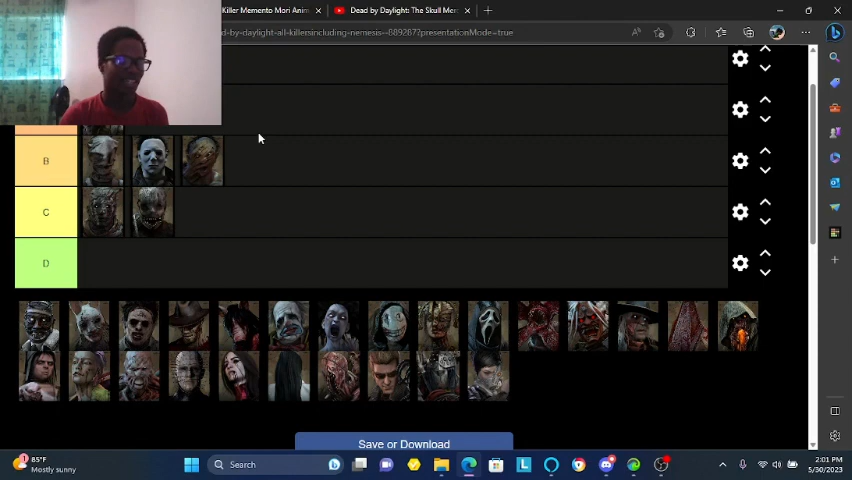 Killer Memento Mori Anim
Dead by Daylight: The Skull Mer
d-by-daylight-all-killersincluding-nemesis--889287?presentationMode=true
B
C
D
Save or Download
85°F
Mostly sunny
Search
2:01 PM
5/30/2023